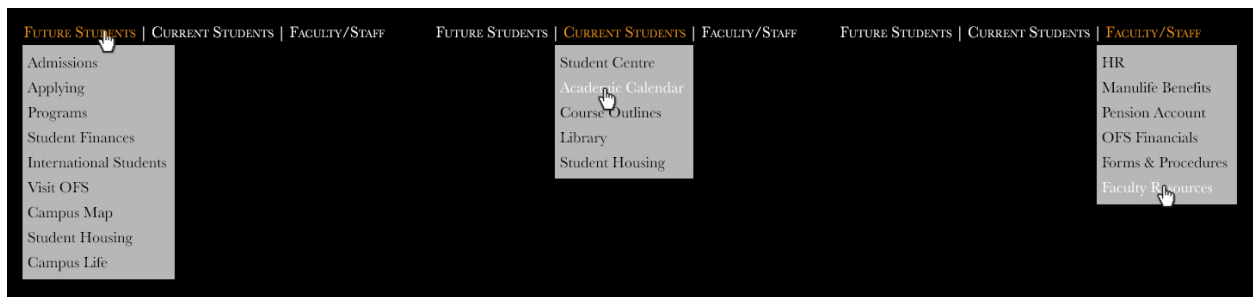 Future Students | Current Students | Faculty/Staff
Admissions
Applying
Programs
Student Finances
International Students
Visit OFS
Campus Map
Student Housing
Campus Life
Future Students | Current Students | Faculty/Staff
Student Centre
Academic Calendar
Course Outlines
Library
Student Housing
Future Students | Current Students | Faculty/Staff
HR
Manulife Benefits
Pension Account
OFS Financials
Forms & Procedures
Faculty Resources